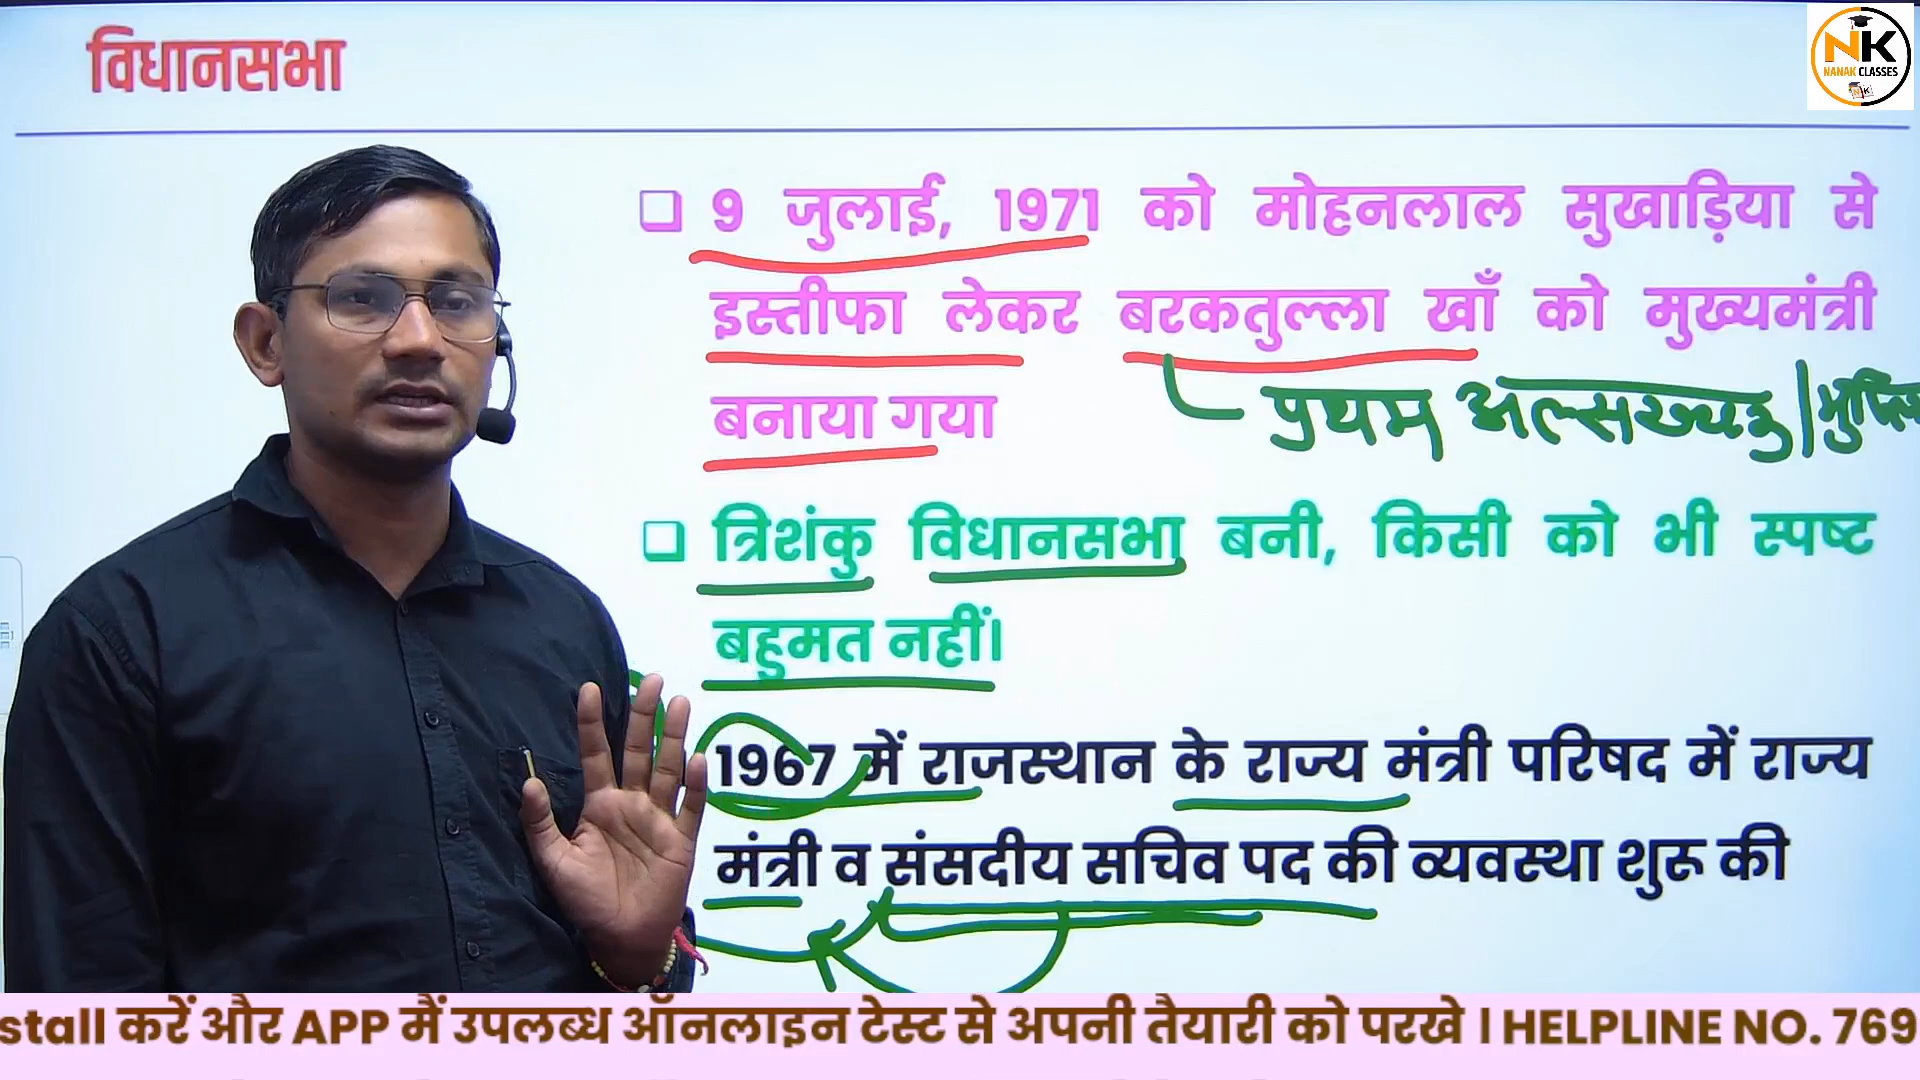 विधानसभा
NK
NANAK CLASSES
9 जुलाई, 1971 को मोहनलाल सुखाड़िया से
इस्तीफा लेकर बरकतुल्ला खाँ को मुख्यमंत्री
बनाया गया
प्रथम अल्सख्यक/मुस्लि
त्रिशंकु विधानसभा बनी, किसी को भी स्पष्ट
बहुमत नहीं।
1967 में राजस्थान के राज्य मंत्री परिषद में राज्य
मंत्री व संसदीय सचिव पद की व्यवस्था शुरू की
stall करें और APP मैं उपलब्ध ऑनलाइन टेस्ट से अपनी तैयारी को परखे । HELPLINE NO. 769